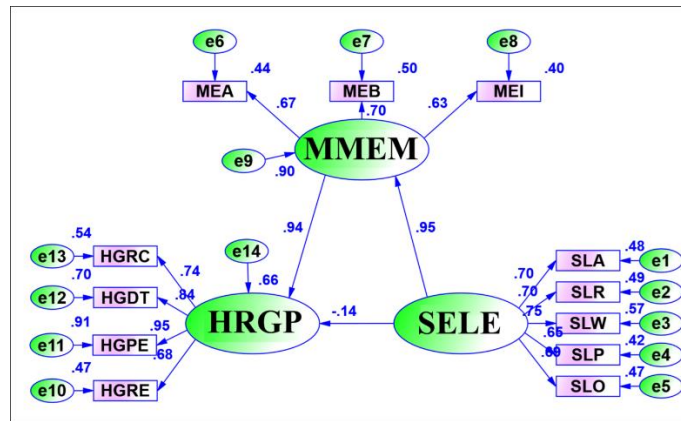 e6
e7
e8
.44
.50
.40
MEA
MEB
MEI
.67
.70
.63
MMEM
e9
.90
.94
.95
.54
e13
HGRC
.74
e14
.66
.70
e12
HGDT
.84
.91
e11
HGPE
.95
HRGP
-.14
SELE
.68
.47
e10
HGRE
.70
SLA
.48
e1
.70
SLR
.49
e2
.75
SLW
.57
e3
.65
SLP
.42
e4
SLO
.47
e5